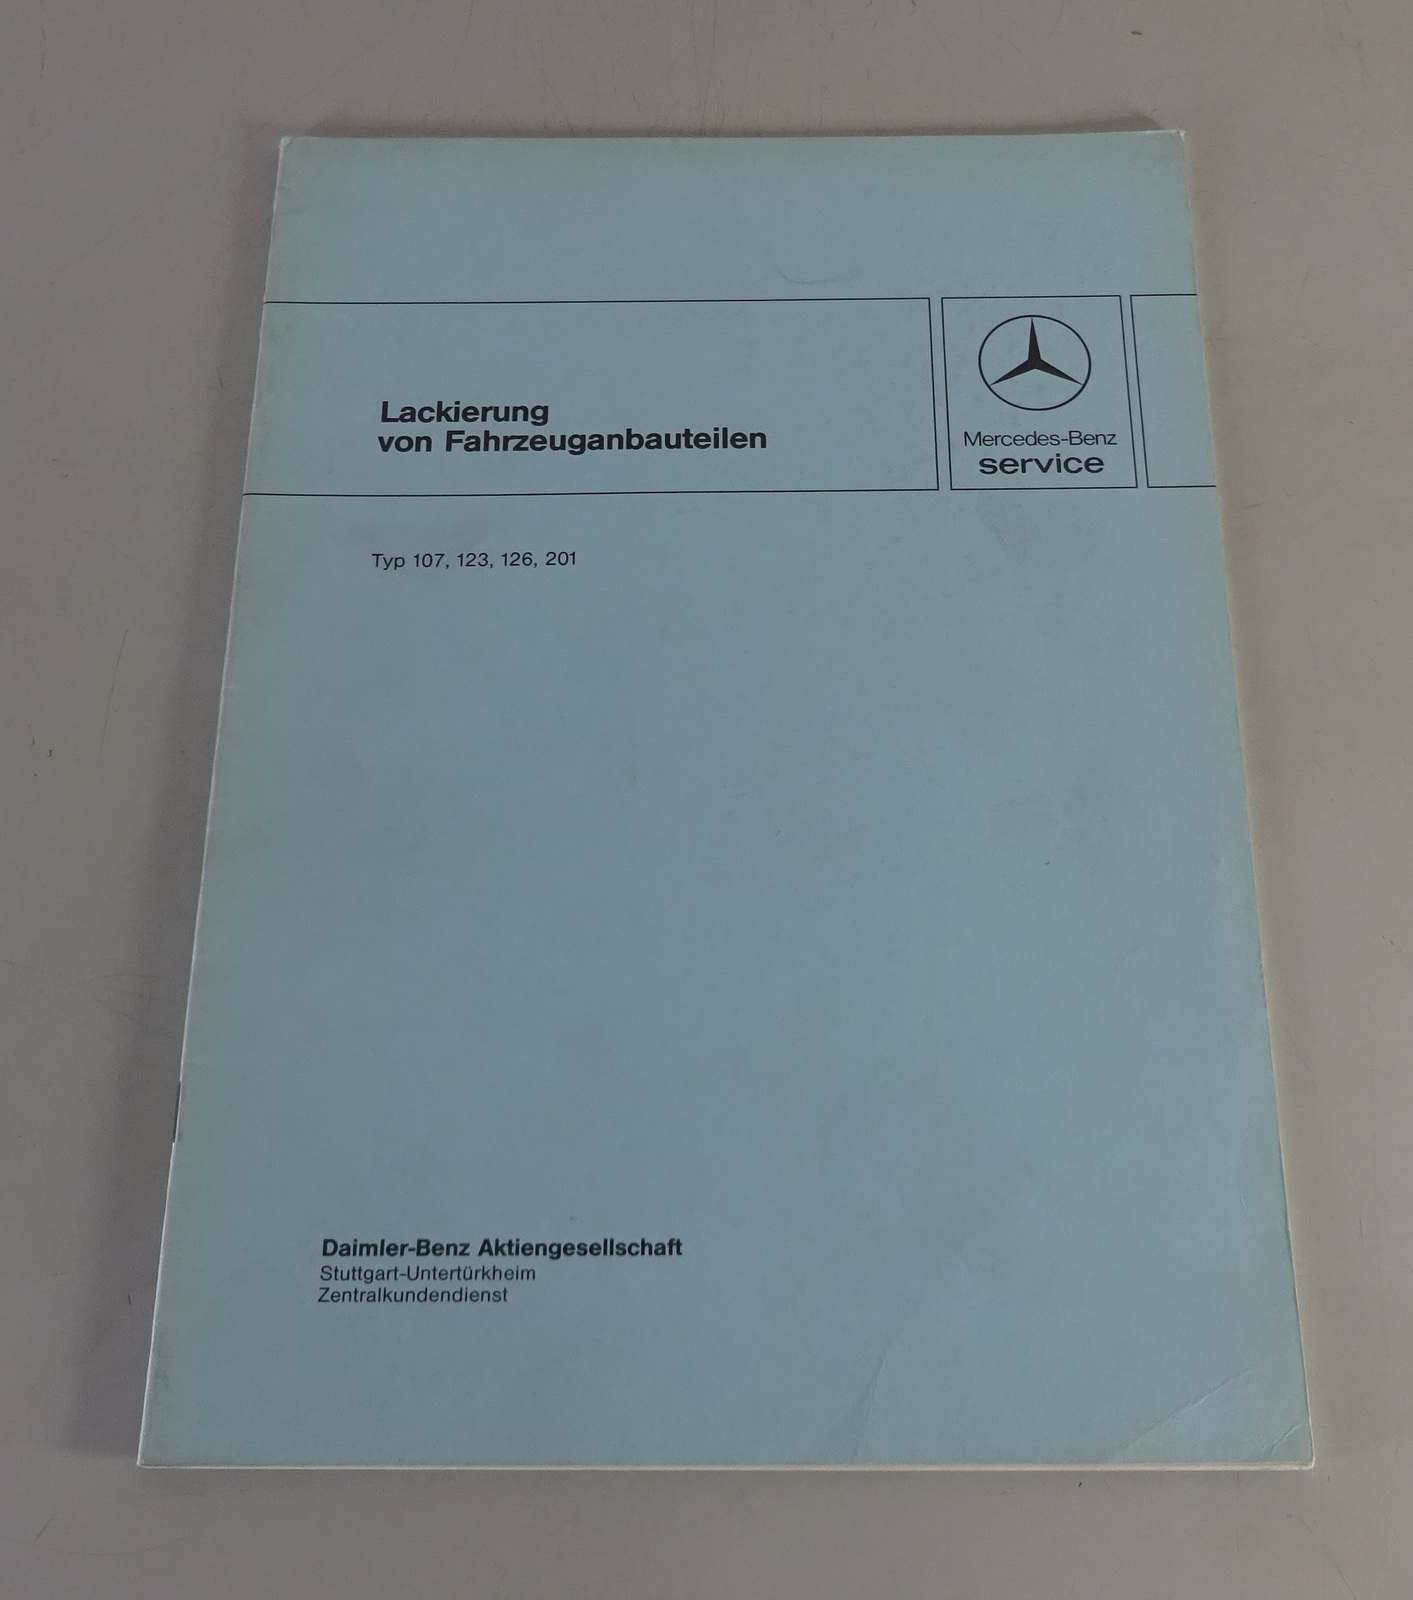 Lackierung
von Fahrzeuganbauteilen
Mercedes-Benz
service
Typ 107, 123, 126, 201
Daimler-Benz Aktiengesellschaft
Stuttgart-Untertürkheim
Zentralkundendienst